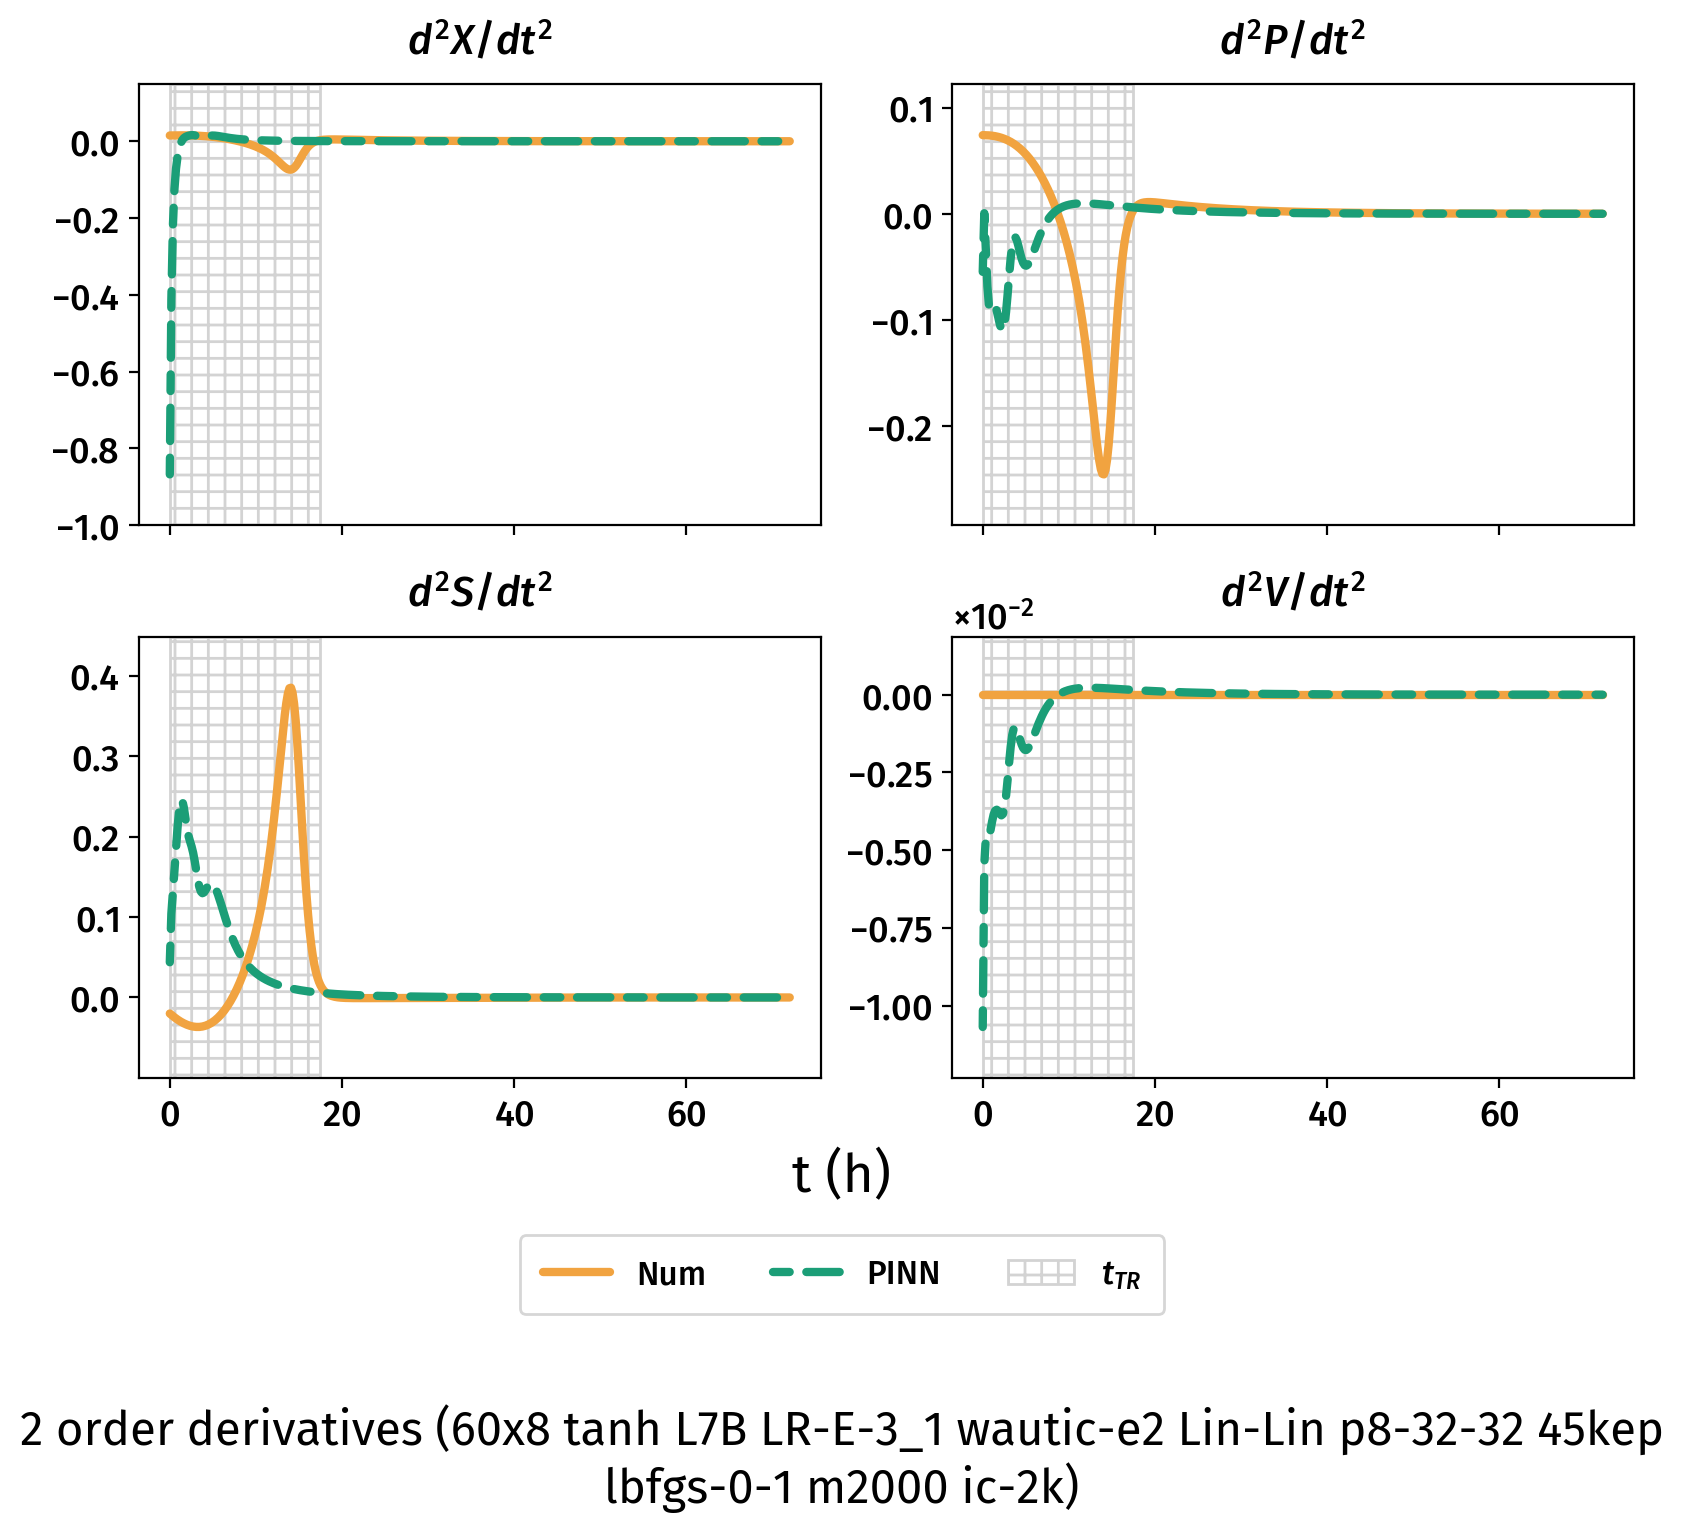 d²X/dt²
d²P/dt²
0.0
−0.2
−0.4
−0.6
−0.8
−1.0
0.1
0.0
−0.1
−0.2
d²S/dt²
d²V/dt²
×10⁻²
0.4
0.3
0.2
0.1
0.0
0.00
−0.25
−0.50
−0.75
−1.00
0 20 40 60
0 20 40 60
t (h)
Num PINN t_TR
2 order derivatives (60x8 tanh L7B LR-E-3_1 wautic-e2 Lin-Lin p8-32-32 45kep
lbfgs-0-1 m2000 ic-2k)